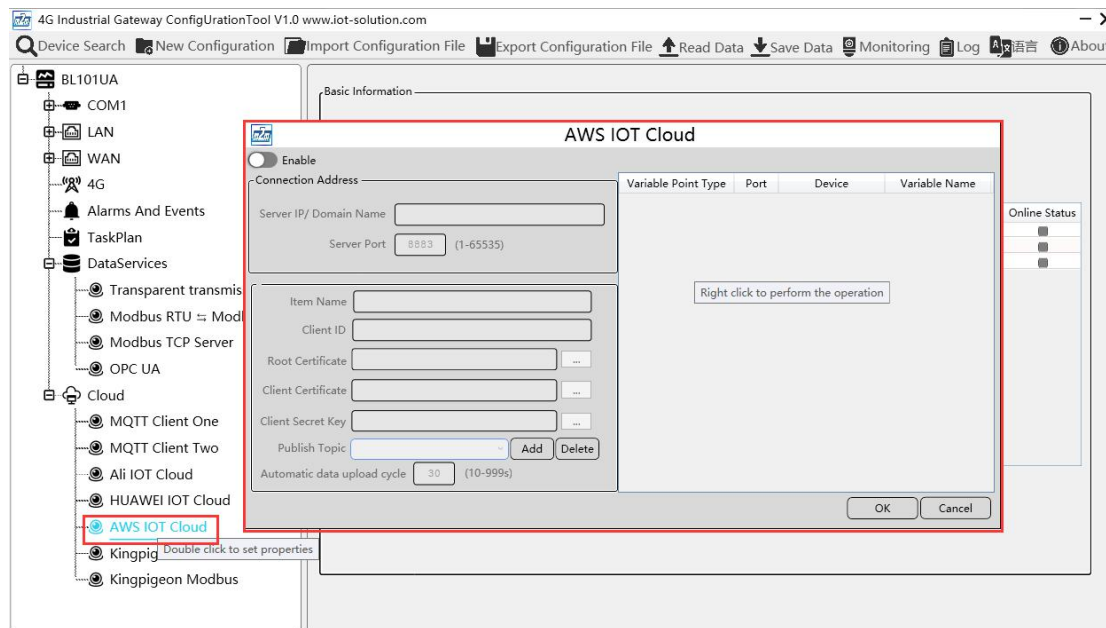 4G Industrial Gateway ConfigUrationTool V1.0 www.iot-solution.com
Device Search New Configuration Import Configuration File Export Configuration File Read Data Save Data Monitoring Log 语言 Abou
BL101UA
COM1
LAN
WAN
4G
Alarms And Events
TaskPlan
DataServices
Transparent transmis
Modbus RTU ⇆ Modl
Modbus TCP Server
OPC UA
Cloud
MQTT Client One
MQTT Client Two
Ali IOT Cloud
HUAWEI IOT Cloud
AWS IOT Cloud
Kingpig
Double click to set properties
Kingpigeon Modbus
Basic Information
Online Status
AWS IOT Cloud
Enable
Connection Address
Server IP/ Domain Name
Server Port 8883 (1-65535)
Item Name
Client ID
Root Certificate ...
Client Certificate ...
Client Secret Key ...
Publish Topic Add Delete
Automatic data upload cycle 30 (10-999s)
Variable Point Type Port Device Variable Name
Right click to perform the operation
OK Cancel